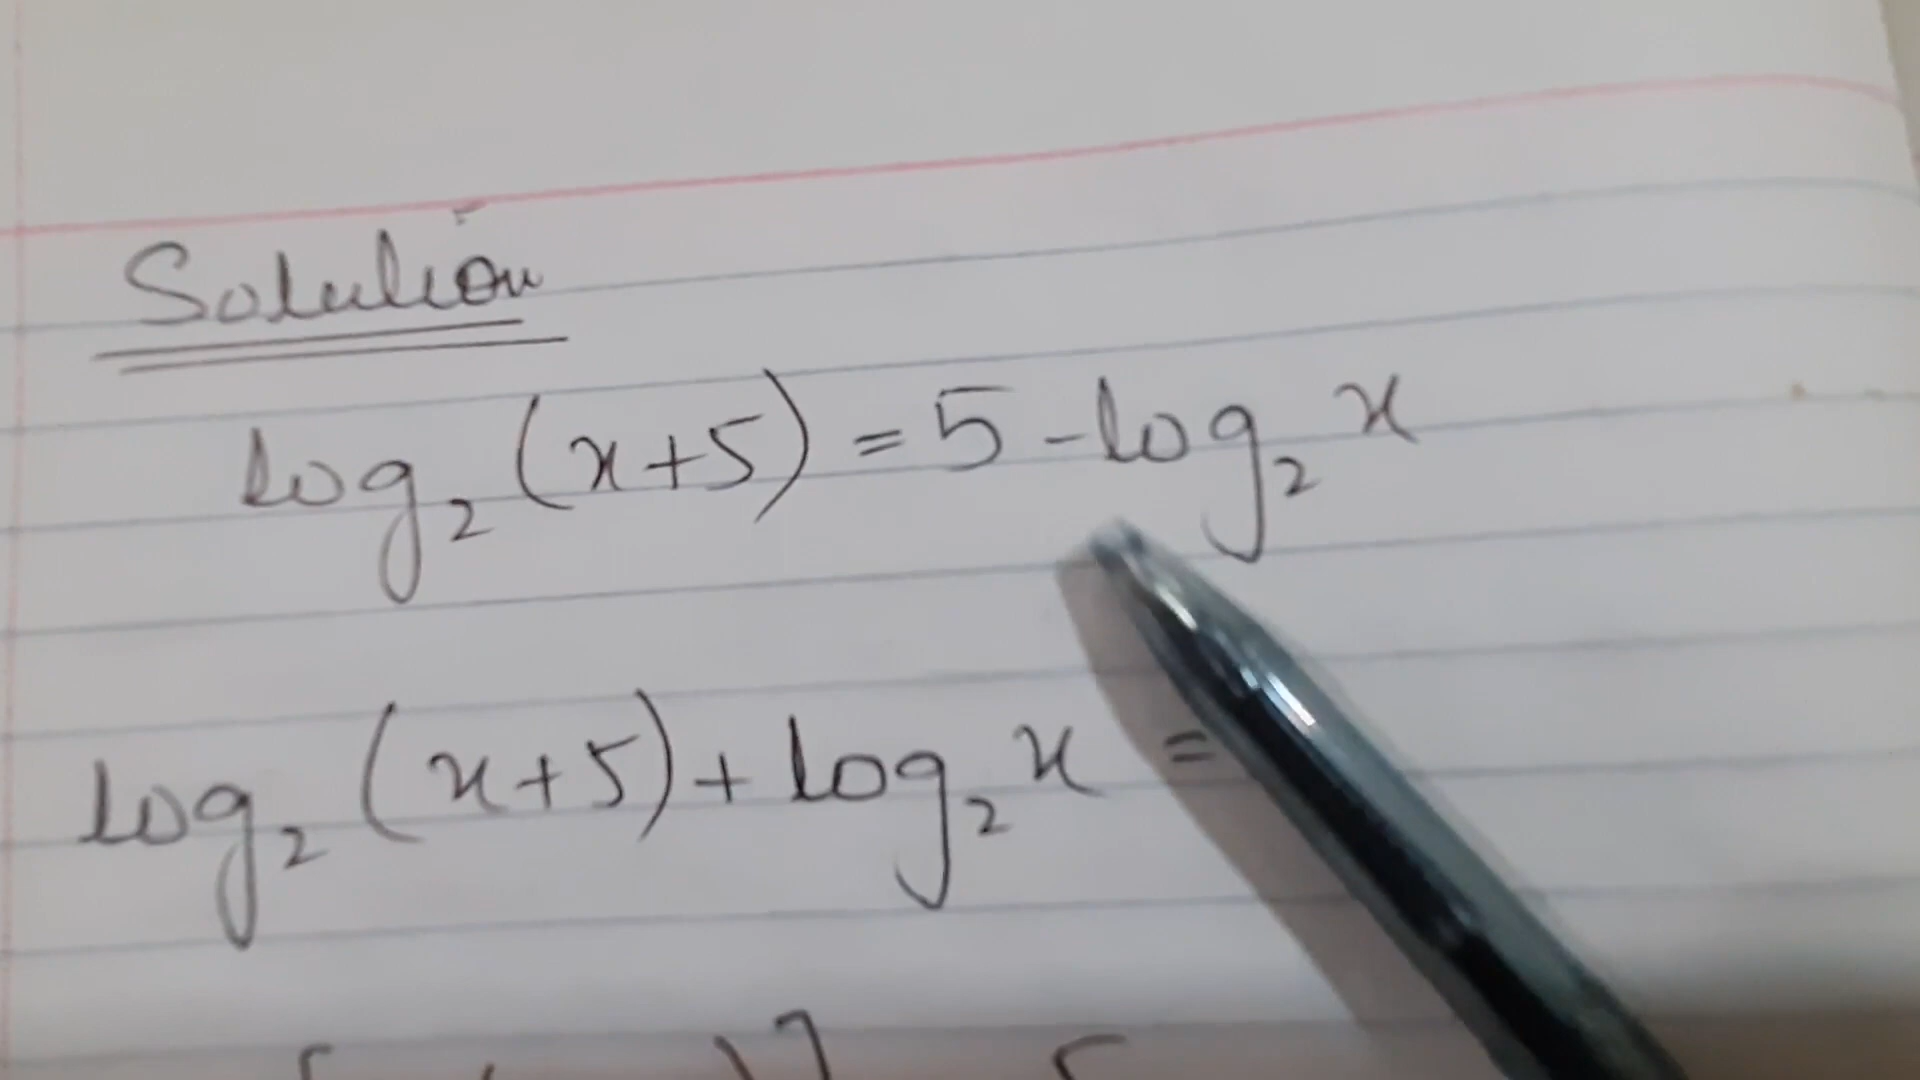 Solution
log₂(x+5) = 5 - log₂x
log₂(x+5) + log₂x =